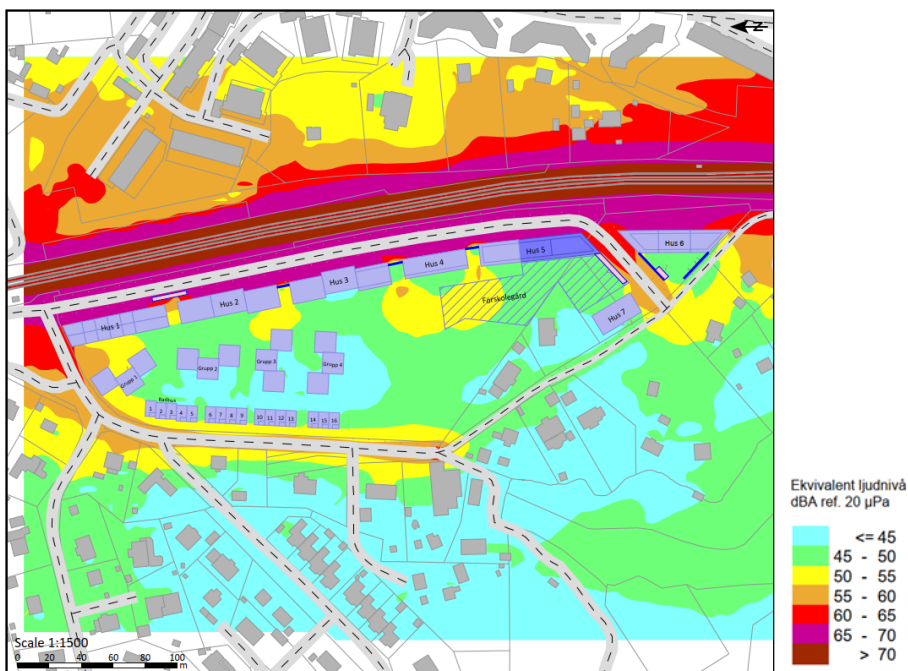 Z
Hus 6
Hus 5
Hus 4
Hus 3
Hus 2
Hus 1
Förskolegård
Hus 7
Grupp 1
Grupp 2
Grupp 3
Grupp 4
Radhus
1 2 3 4 5 6 7 8 9 10 11 12 13 14 15 16
Scale 1:1500
0 20 40 60 80 100
m
Ekvivalent ljudnivå
dBA ref. 20 µPa
<= 45
45 - 50
50 - 55
55 - 60
60 - 65
65 - 70
> 70